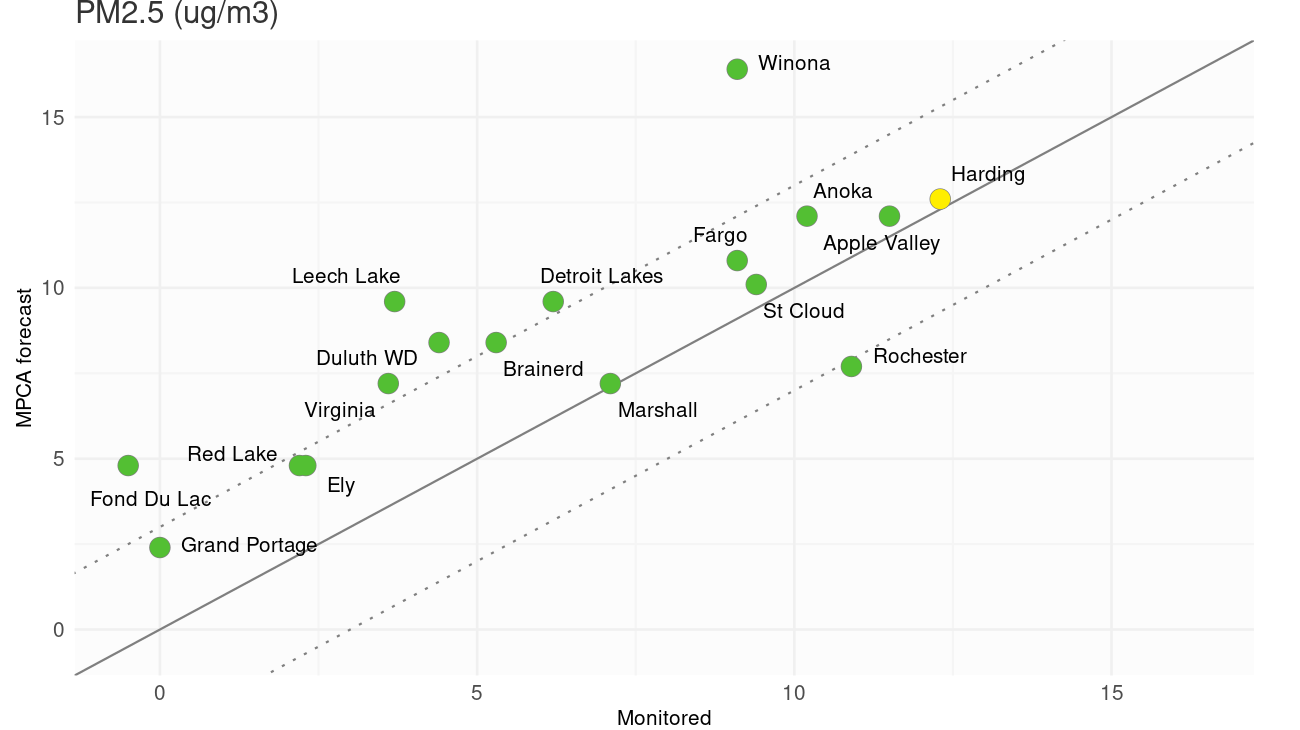 PM2.5 (ug/m3)
Winona
15
Harding
Anoka
Fargo
Apple Valley
Leech Lake
Detroit Lakes
10
St Cloud
Duluth WD
Rochester
Brainerd
MPCA forecast
Virginia
Marshall
Red Lake
5
Ely
Fond Du Lac
Grand Portage
0
0
5
10
15
Monitored